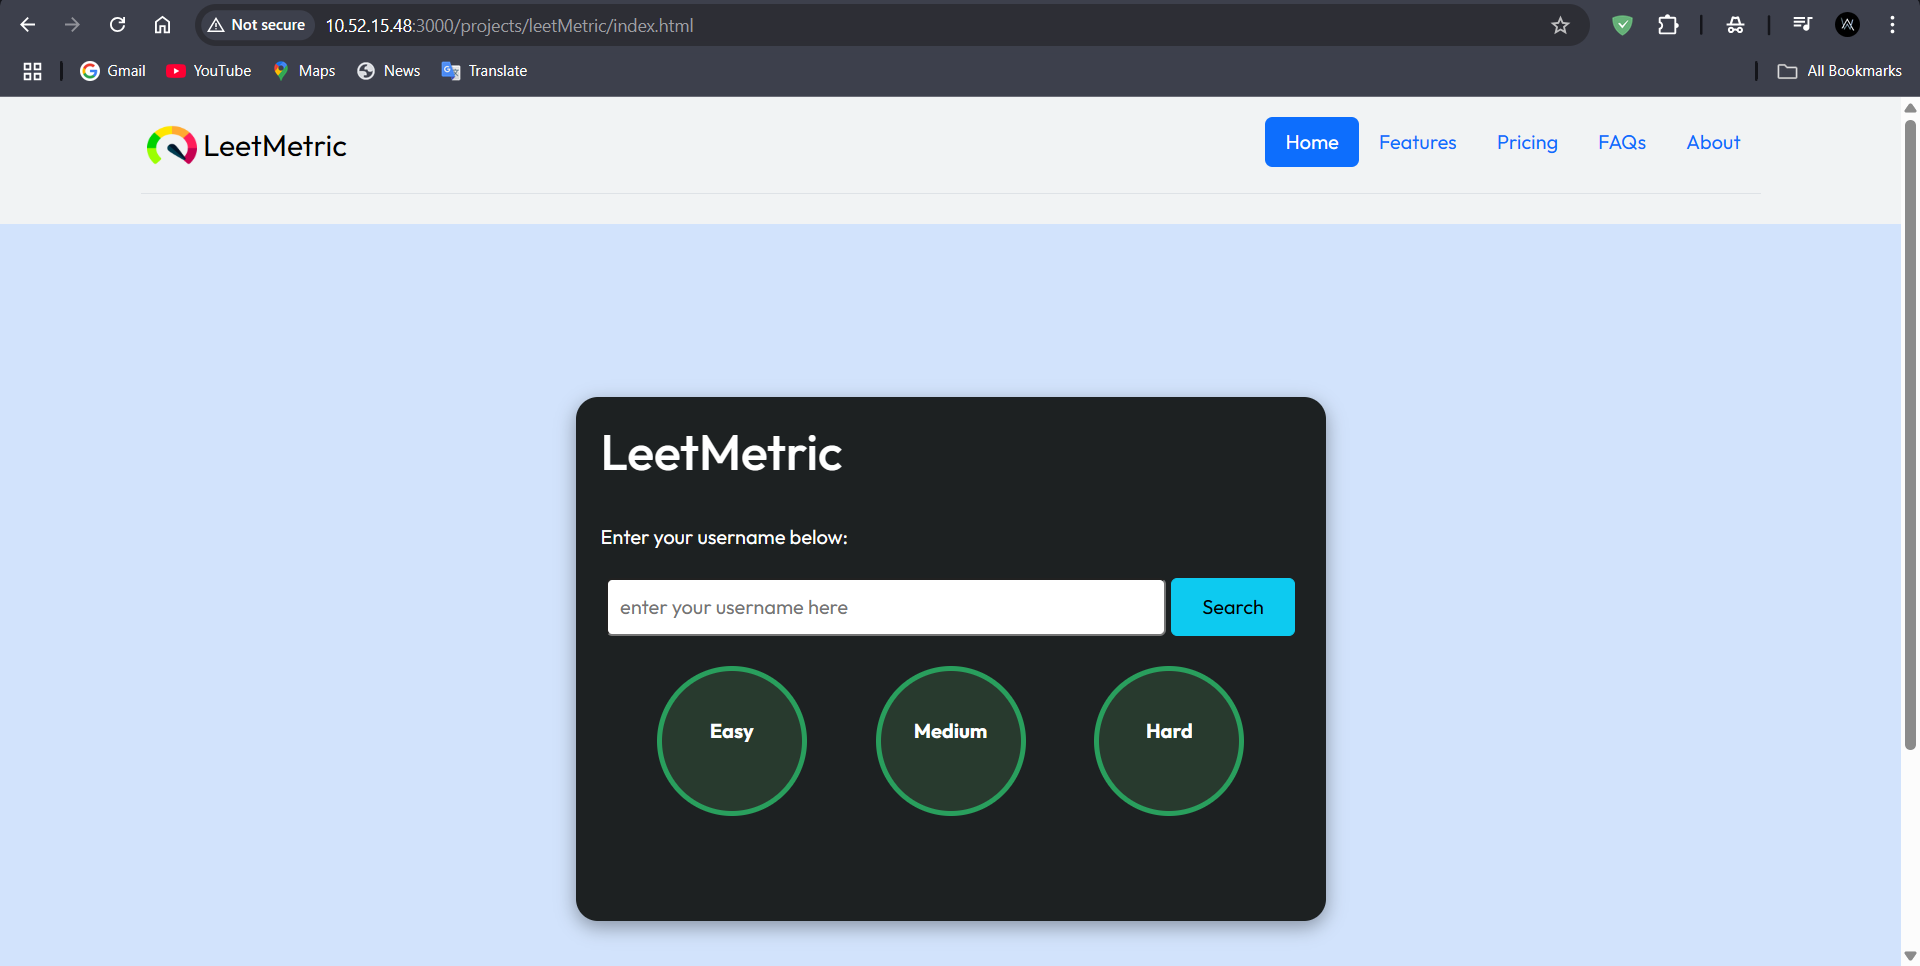 Not secure 10.52.15.48:3000/projects/leetMetric/index.html
Gmail YouTube Maps News Translate All Bookmarks
LeetMetric Home Features Pricing FAQs About
LeetMetric
Enter your username below:
enter your username here Search
Easy Medium Hard